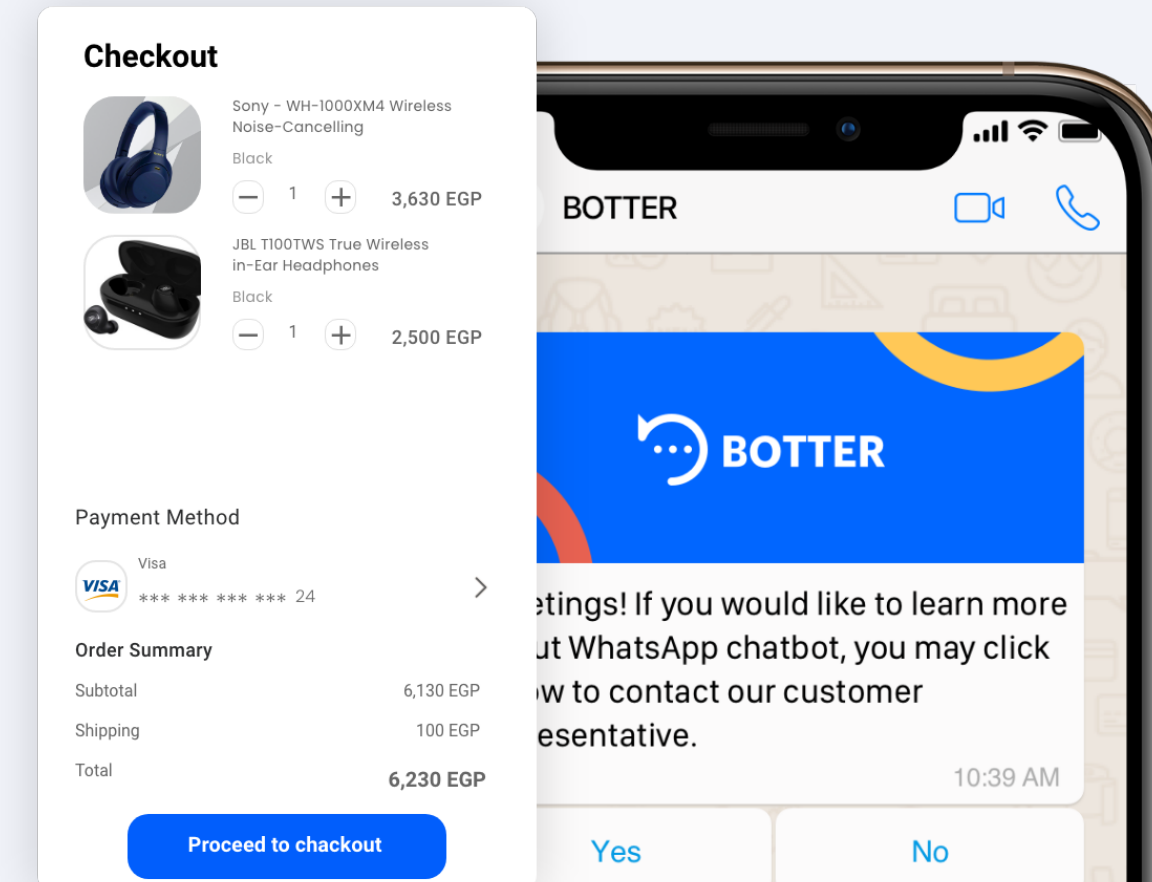 Checkout
Sony - WH-1000XM4 Wireless
Noise-Cancelling
Black
1
3,630 EGP
JBL T100TWS True Wireless
in-Ear Headphones
Black
1
2,500 EGP
Payment Method
Visa
VISA
*** *** *** *** 24
Order Summary
Subtotal 6,130 EGP
Shipping 100 EGP
Total 6,230 EGP
Proceed to chackout
BOTTER
BOTTER
etings! If you would like to learn more
ut WhatsApp chatbot, you may click
ow to contact our customer
esentative.
10:39 AM
Yes
No